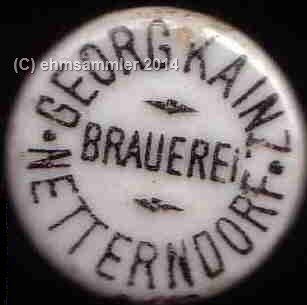 (C) ehmsammler 2014
GEORG KAINZ
BRAUEREI
NETTERNDORF